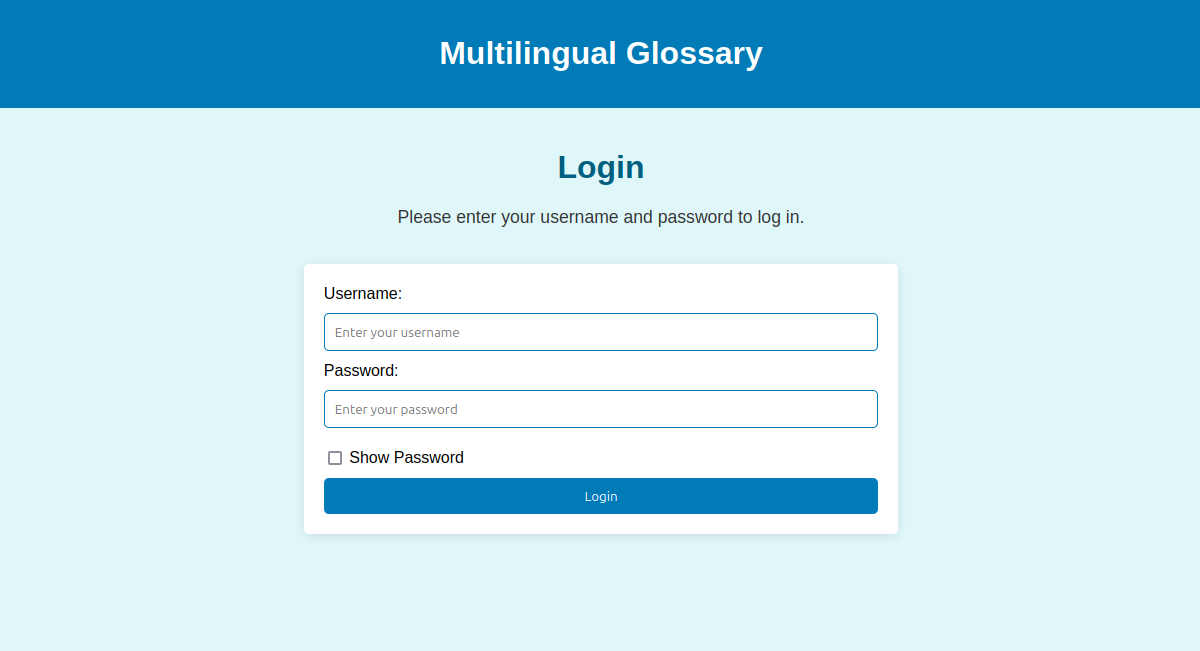 Multilingual Glossary
Login
Please enter your username and password to log in.
Username:
Enter your username
Password:
Enter your password
Show Password
Login